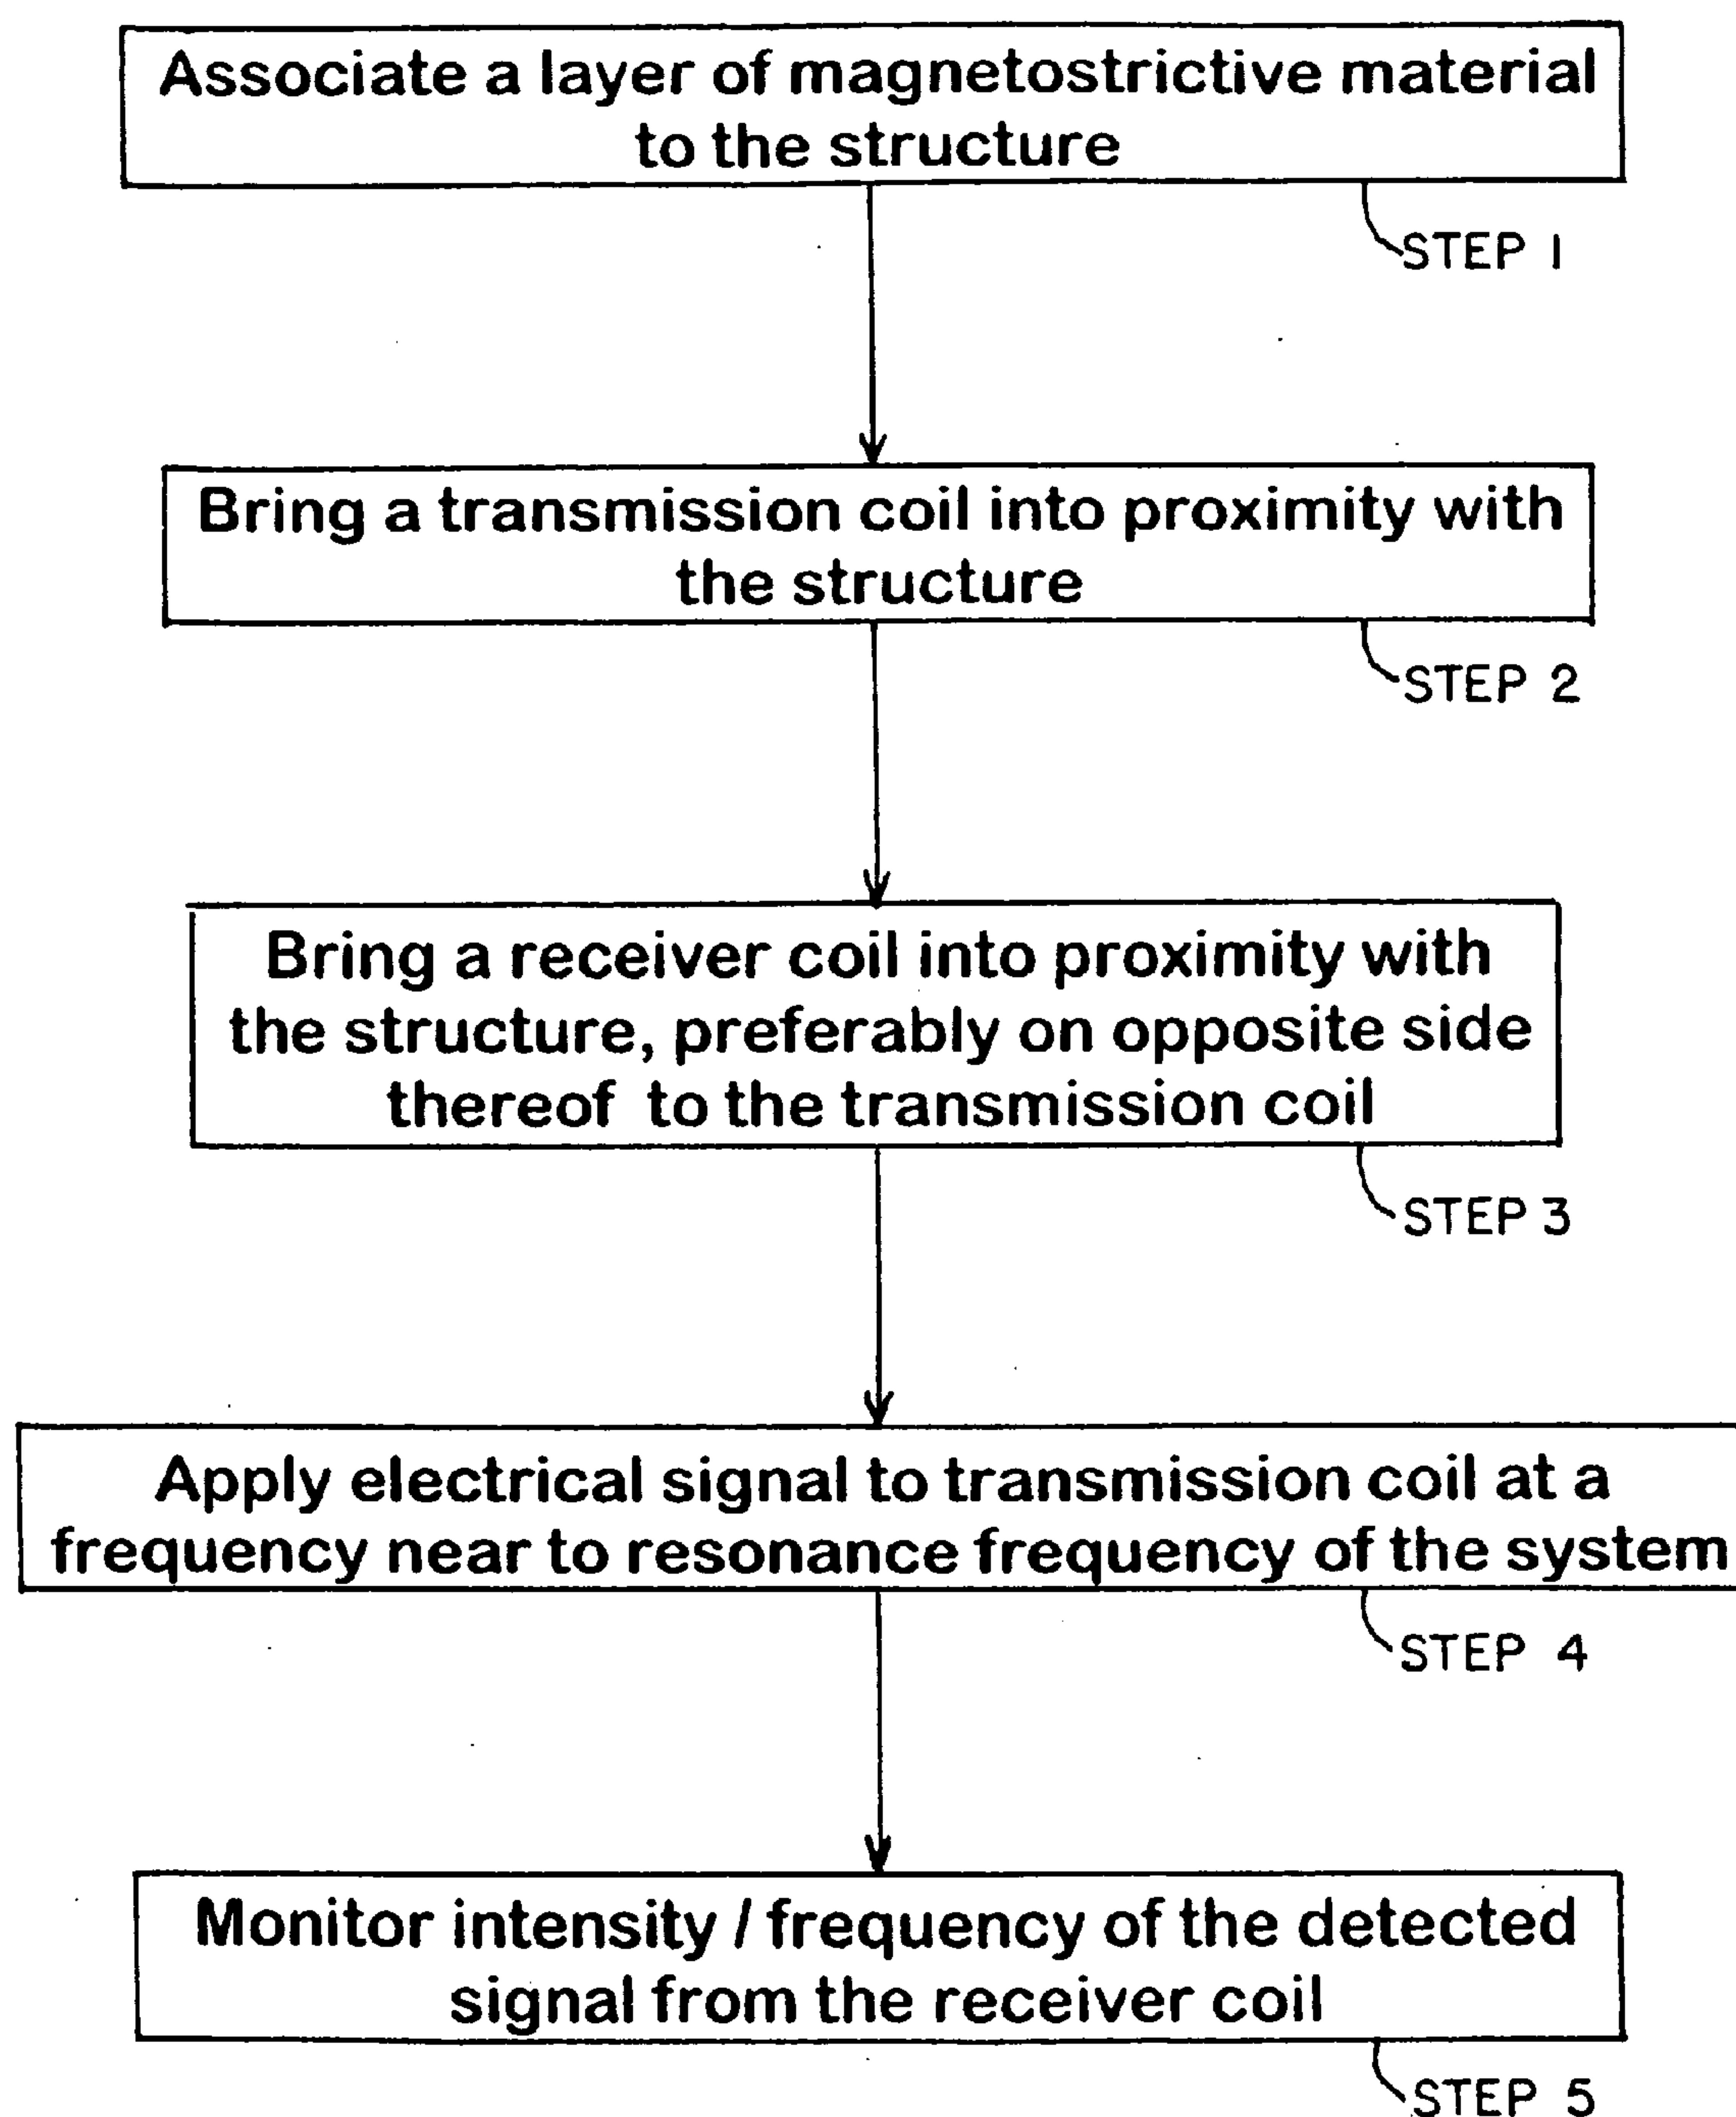 Associate a layer of magnetostrictive material
to the structure
STEP 1
Bring a transmission coil into proximity with
the structure
STEP 2
Bring a receiver coil into proximity with
the structure, preferably on opposite side
thereof to the transmission coil
STEP 3
Apply electrical signal to transmission coil at a
frequency near to resonance frequency of the system
STEP 4
Monitor intensity / frequency of the detected
signal from the receiver coil
STEP 5